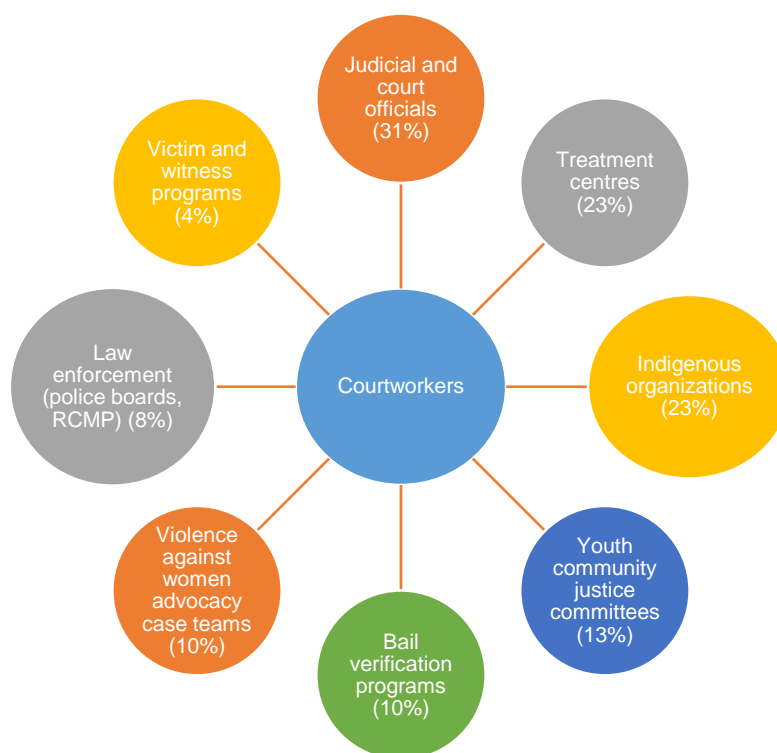 Judicial and
court
officials
(31%)
Treatment
centres
(23%)
Indigenous
organizations
(23%)
Youth
community
justice
committees
(13%)
Bail
verification
programs
(10%)
Violence
against
women
advocacy
case teams
(10%)
Law
enforcement
(police boards,
RCMP) (8%)
Victim and
witness
programs
(4%)
Courtworkers